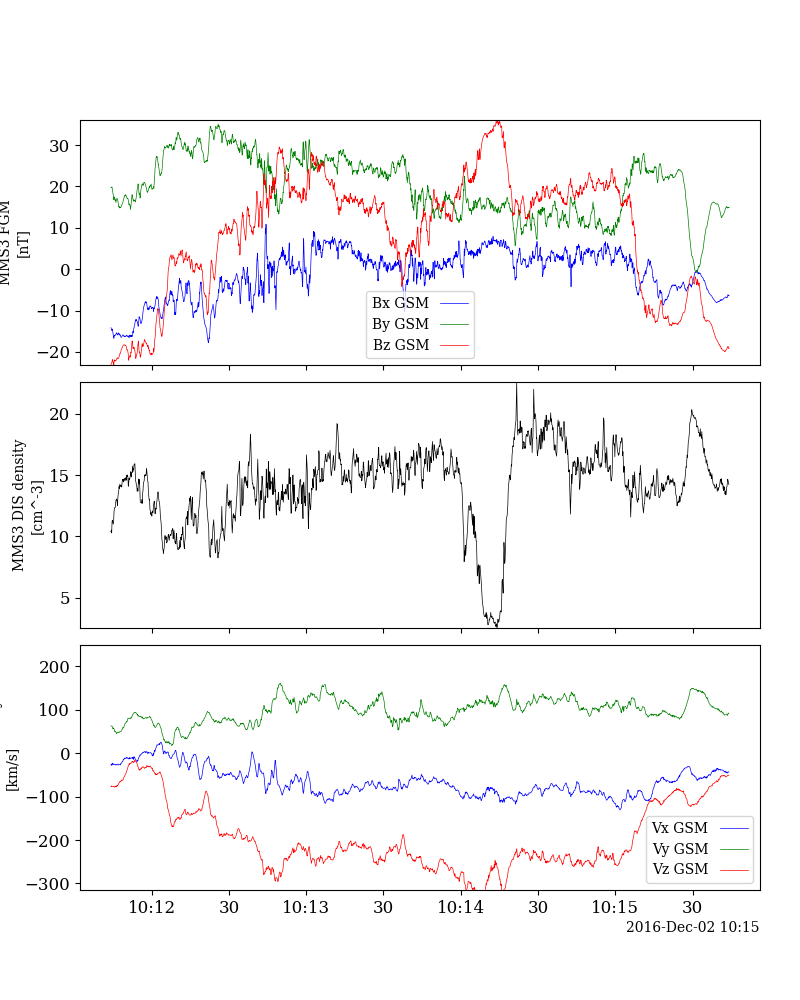 30
20
10
0
−10
−20
MMS3 FGM
[nT]
Bx GSM
By GSM
Bz GSM
20
15
10
5
MMS3 DIS density
[cm^-3]
200
100
0
−100
−200
−300
[km/s]
Vx GSM
Vy GSM
Vz GSM
10:12 30 10:13 30 10:14 30 10:15 30
2016-Dec-02 10:15